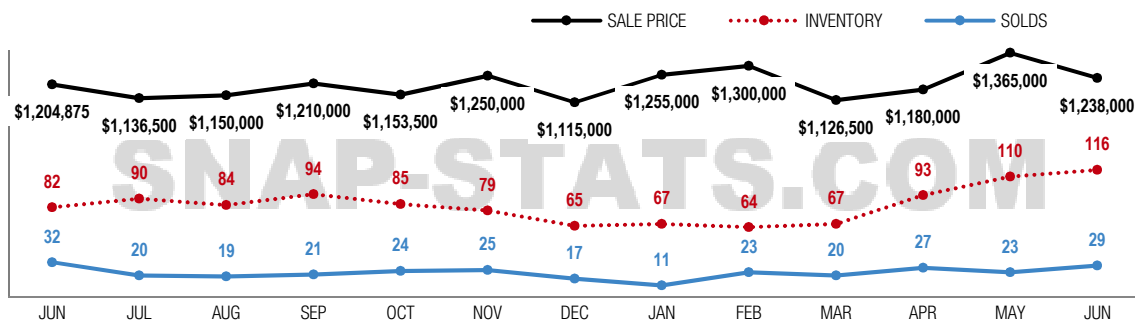 SALE PRICE INVENTORY SOLDS
$1,204,875 $1,136,500 $1,150,000 $1,210,000 $1,153,500 $1,250,000 $1,115,000 $1,255,000 $1,300,000 $1,126,500 $1,180,000 $1,365,000 $1,238,000
SNAP-STATS.COM
82 90 84 94 85 79 65 67 64 67 93 110 116
32 20 19 21 24 25 17 11 23 20 27 23 29
JUN JUL AUG SEP OCT NOV DEC JAN FEB MAR APR MAY JUN